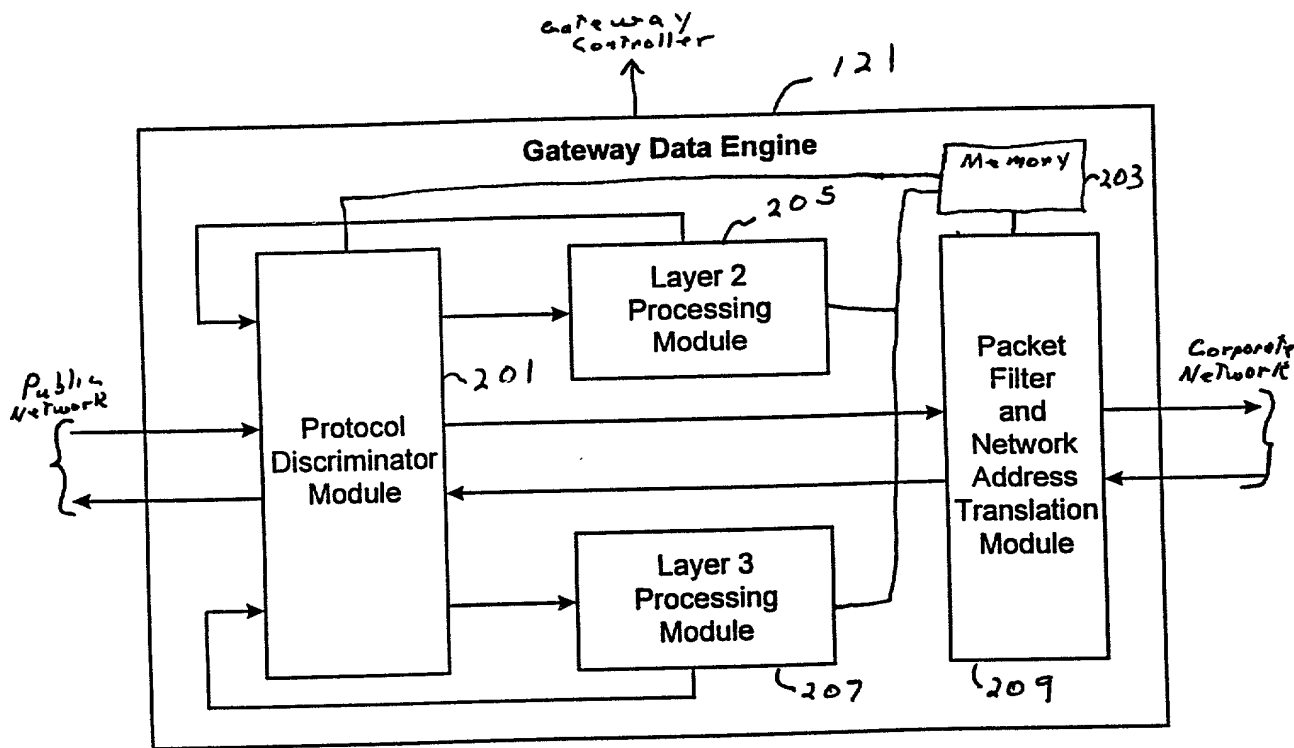 Gateway
Controller
121
Gateway Data Engine
Memory
203
205
Layer 2
Processing
Module
201
Public
Network
Protocol
Discriminator
Module
Packet
Filter
and
Network
Address
Translation
Module
Corporate
Network
Layer 3
Processing
Module
207
209